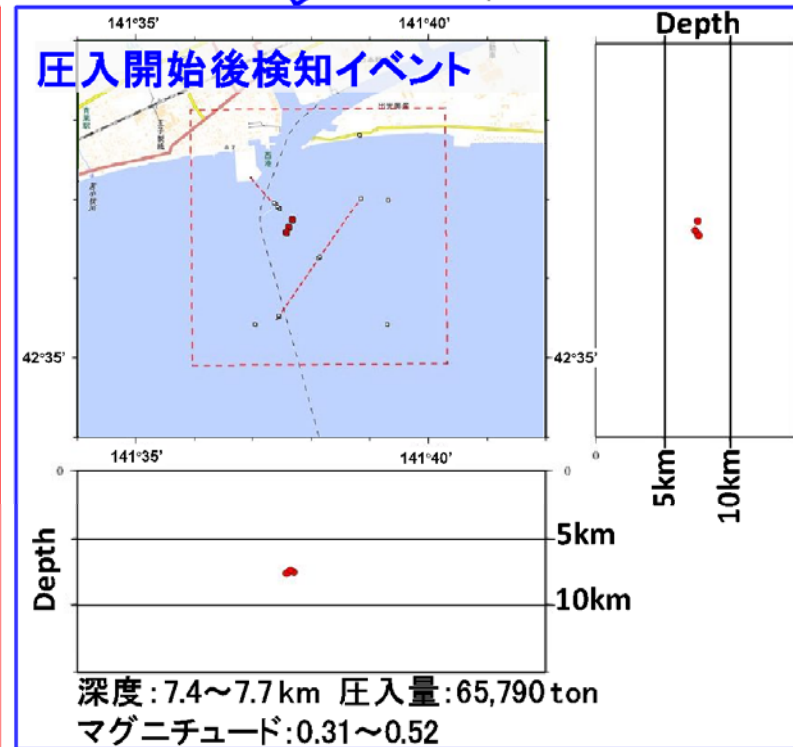 141°35' 141°40'
Depth
圧入開始後検知イベント
42°35' 42°35'
141°35' 141°40'
0
5km
10km
0 0
Depth
5km
10km
深度:7.4～7.7km 圧入量:65,790ton
マグニチュード:0.31～0.52